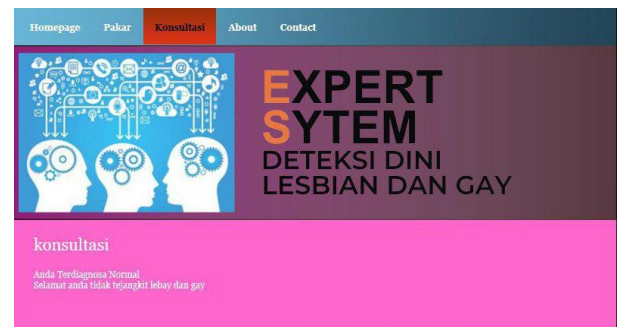 Homepage Pakar Konsultasi About Contact
EXPERT
SYTEM
DETEKSI DINI
LESBIAN DAN GAY
konsultasi
Anda Terdiagnosa Normal
Selamat anda tidak tejangkit lebay dan gay